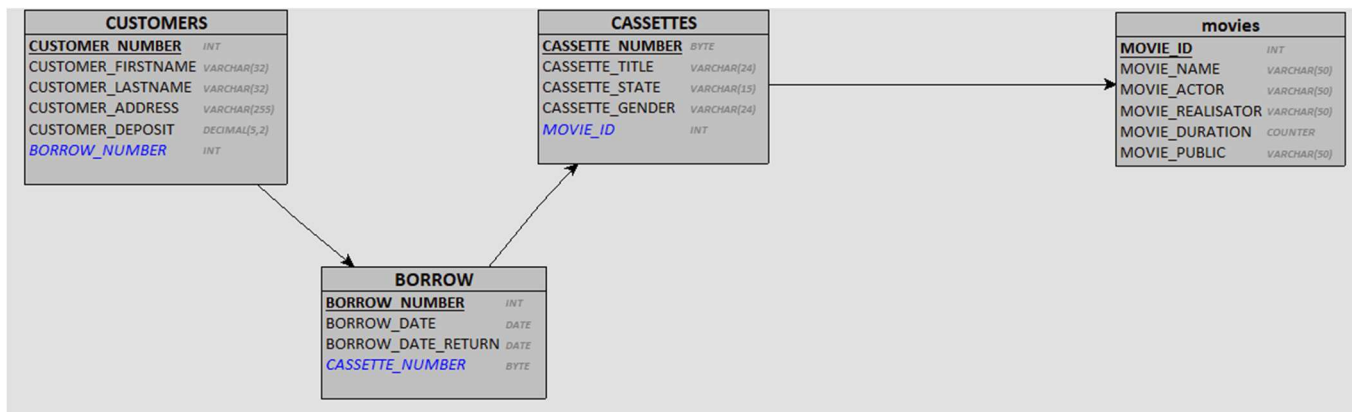 CUSTOMERS
CUSTOMER_NUMBER INT
CUSTOMER_FIRSTNAME VARCHAR(32)
CUSTOMER_LASTNAME VARCHAR(32)
CUSTOMER_ADDRESS VARCHAR(255)
CUSTOMER_DEPOSIT DECIMAL(5,2)
BORROW_NUMBER INT
CASSETTES
CASSETTE_NUMBER BYTE
CASSETTE_TITLE VARCHAR(24)
CASSETTE_STATE VARCHAR(15)
CASSETTE_GENDER VARCHAR(24)
MOVIE_ID INT
movies
MOVIE_ID INT
MOVIE_NAME VARCHAR(50)
MOVIE_ACTOR VARCHAR(50)
MOVIE_REALISATOR VARCHAR(50)
MOVIE_DURATION COUNTER
MOVIE_PUBLIC VARCHAR(50)
BORROW
BORROW_NUMBER INT
BORROW_DATE DATE
BORROW_DATE_RETURN DATE
CASSETTE_NUMBER BYTE